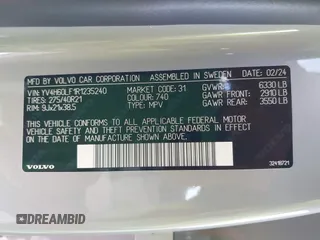 MFD. BY VOLVO CAR CORPORATION ASSEMBLED IN SWEDEN 02/24
VIN: YV4H60LF1R1235240 MARKET CODE: 31 GVWR: 6330 LB
TIRES: 275/40R21 COLOUR: 740 GAWR FRONT 2910 LB
RIM: 9Jx21x38.5 TYPE: MPV GAWR REAR 3550 LB
THIS VEHICLE CONFORMS TO ALL APPLICABLE FEDERAL MOTOR
VEHICLE SAFETY AND THEFT PREVENTION STANDARDS IN
EFFECT ON THE DATE OF MANUFACTURE SHOWN ABOVE.
VOLVO 32419721
DREAMBID